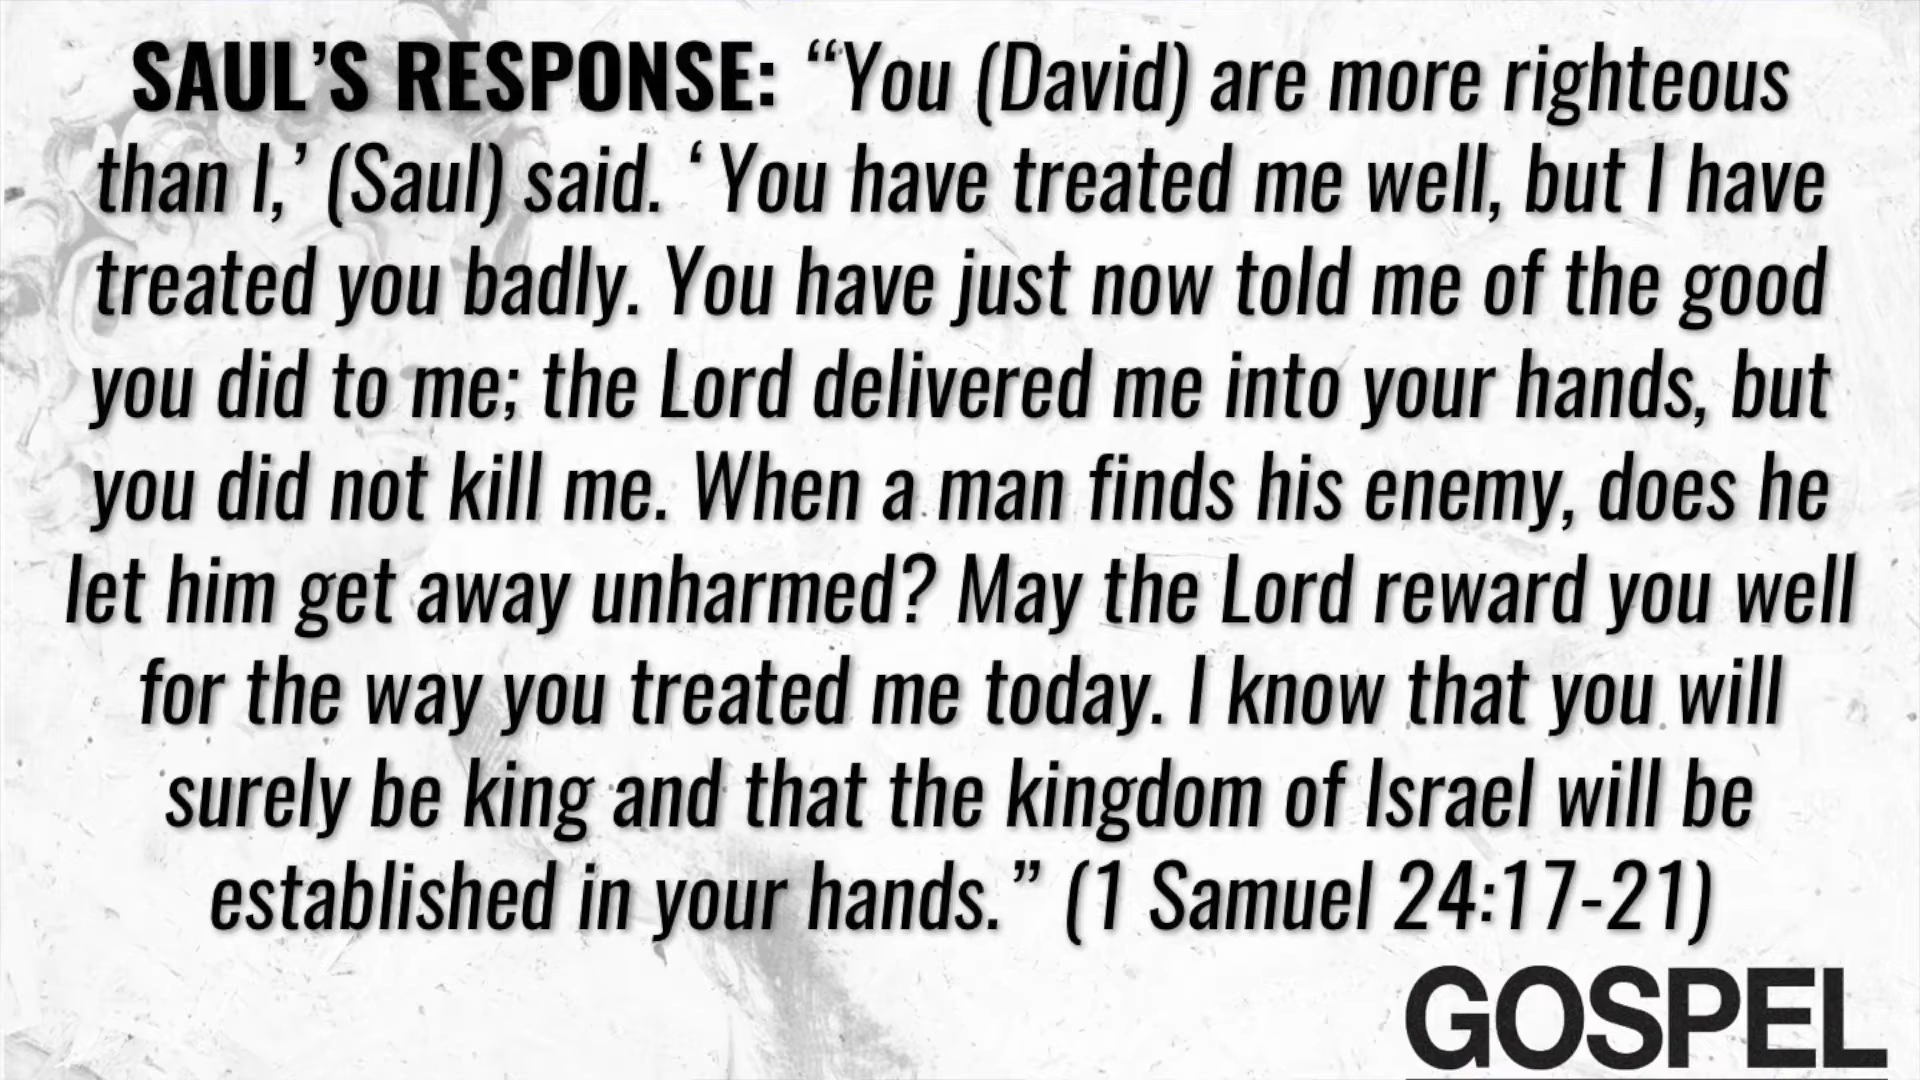 SAUL’S RESPONSE: “You (David) are more righteous
than I,’ (Saul) said. ‘ You have treated me well, but I have
treated you badly. You have just now told me of the good
you did to me; the Lord delivered me into your hands, but
you did not kill me. When a man finds his enemy, does he
let him get away unharmed? May the Lord reward you well
for the way you treated me today. I know that you will
surely be king and that the kingdom of Israel will be
established in your hands.” (1 Samuel 24:17-21)
GOSPEL